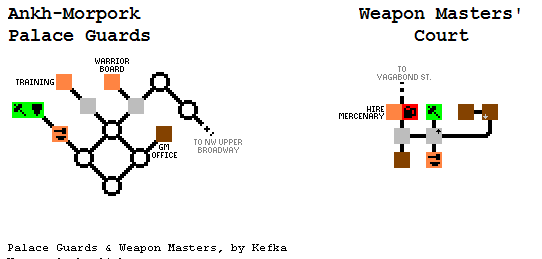 Ankh-Morpork
Palace Guards
Weapon Masters'
Court
WARRIOR
BOARD
TRAINING
GM
OFFICE
TO NW UPPER
BROADWAY
TO
VAGABOND ST.
HIRE
MERCENARY
Palace Guards & Weapon Masters, by Kefka